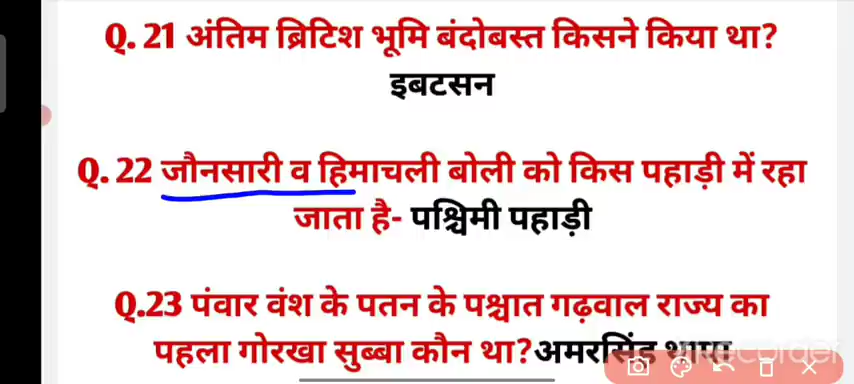 Q. 21 अंतिम ब्रिटिश भूमि बंदोबस्त किसने किया था?
इबटसन
Q. 22 जौनसारी व हिमाचली बोली को किस पहाड़ी में रहा
जाता है- पश्चिमी पहाड़ी
Q.23 पंवार वंश के पतन के पश्चात गढ़वाल राज्य का
पहला गोरखा सुब्बा कौन था?अमरसिंह थापा